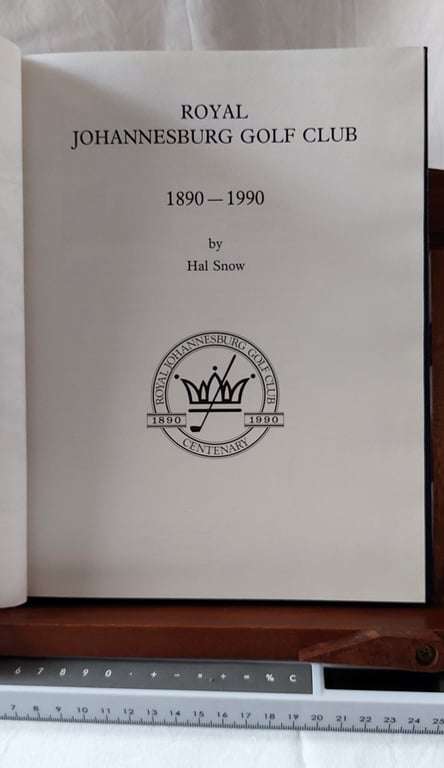 ROYAL
JOHANNESBURG GOLF CLUB
1890 — 1990
by
Hal Snow
ROYAL JOHANNESBURG GOLF CLUB
1890 1990
CENTENARY
6 7 8 9 0 · + − × ÷ = % C
7 8 9 10 11 12 13 14 15 16 17 18 19 20 21 22 23 24 25